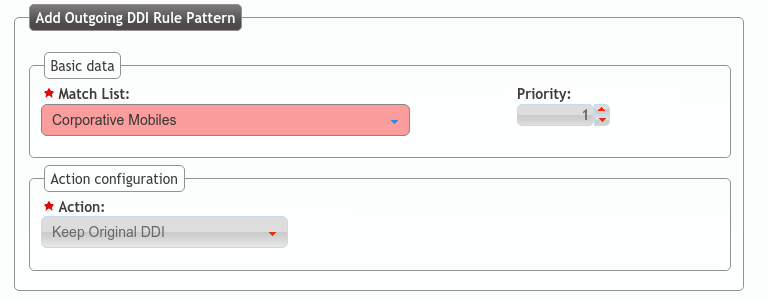 Add Outgoing DDI Rule Pattern
Basic data
Match List: Priority:
Corporative Mobiles 1
Action configuration
Action:
Keep Original DDI